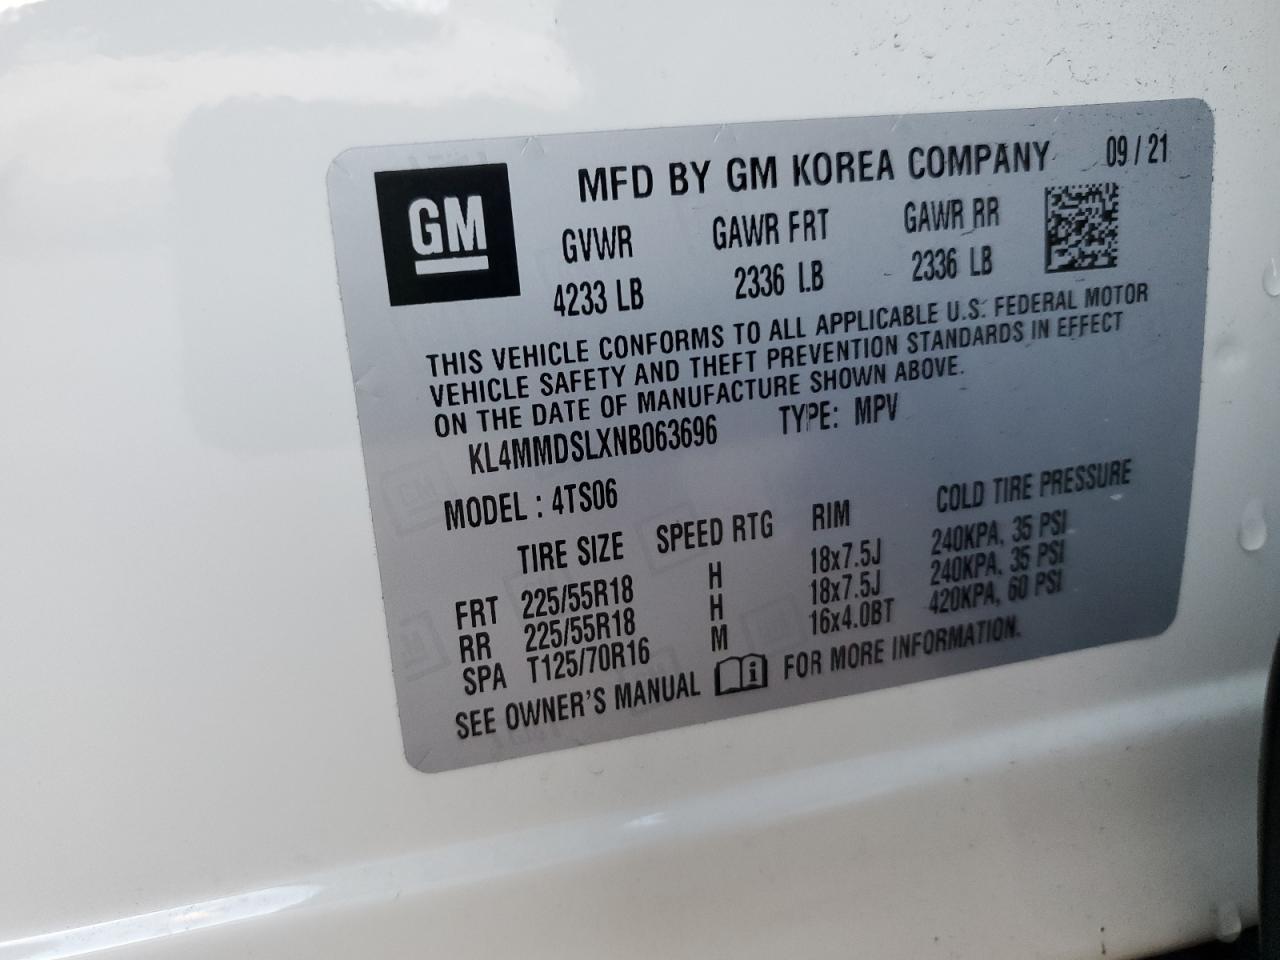 GM
MFD BY GM KOREA COMPANY 09 / 21
GVWR GAWR FRT GAWR RR
4233 LB 2336 LB 2336 LB
THIS VEHICLE CONFORMS TO ALL APPLICABLE U.S. FEDERAL MOTOR
VEHICLE SAFETY AND THEFT PREVENTION STANDARDS IN EFFECT
ON THE DATE OF MANUFACTURE SHOWN ABOVE.
KL4MMDSLXNB063696 TYPE: MPV
MODEL : 4TS06
TIRE SIZE SPEED RTG RIM COLD TIRE PRESSURE
FRT 225/55R18 H 18x7.5J 240KPA, 35 PSI
RR 225/55R18 H 18x7.5J 240KPA, 35 PSI
SPA T125/70R16 M 16x4.0BT 420KPA, 60 PSI
SEE OWNER'S MANUAL i FOR MORE INFORMATION.